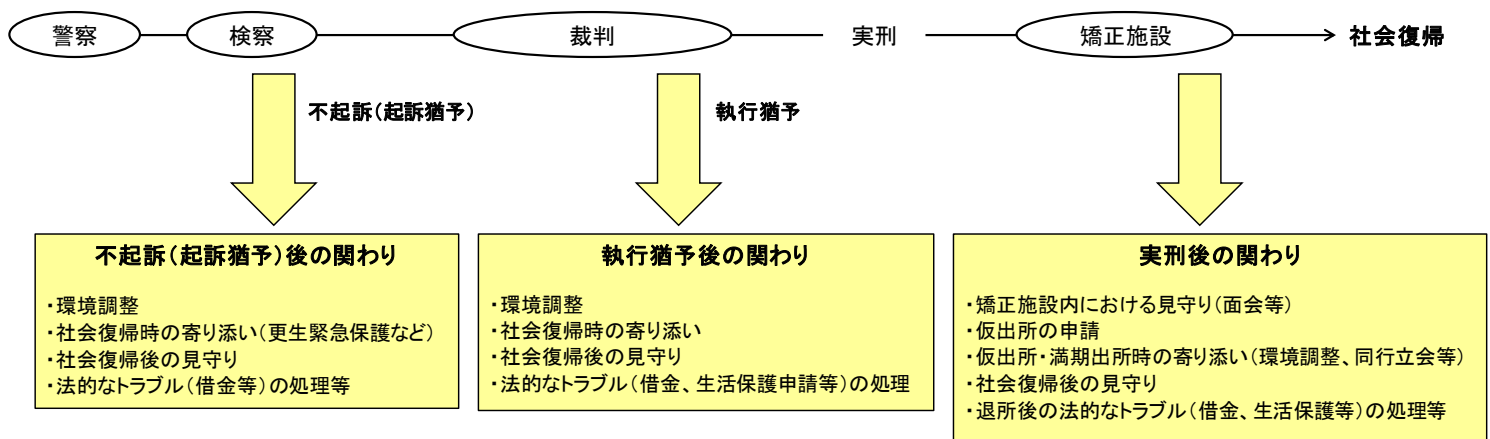 警察
検察
裁判
実刑
矯正施設
社会復帰
不起訴(起訴猶予)
執行猶予
不起訴(起訴猶予)後の関わり
・環境調整
・社会復帰時の寄り添い(更生緊急保護など)
・社会復帰後の見守り
・法的なトラブル(借金等)の処理等
執行猶予後の関わり
・環境調整
・社会復帰時の寄り添い
・社会復帰後の見守り
・法的なトラブル(借金、生活保護申請等)の処理
実刑後の関わり
・矯正施設内における見守り(面会等)
・仮出所の申請
・仮出所・満期出所時の寄り添い(環境調整、同行立会等)
・社会復帰後の見守り
・退所後の法的なトラブル(借金、生活保護等)の処理等